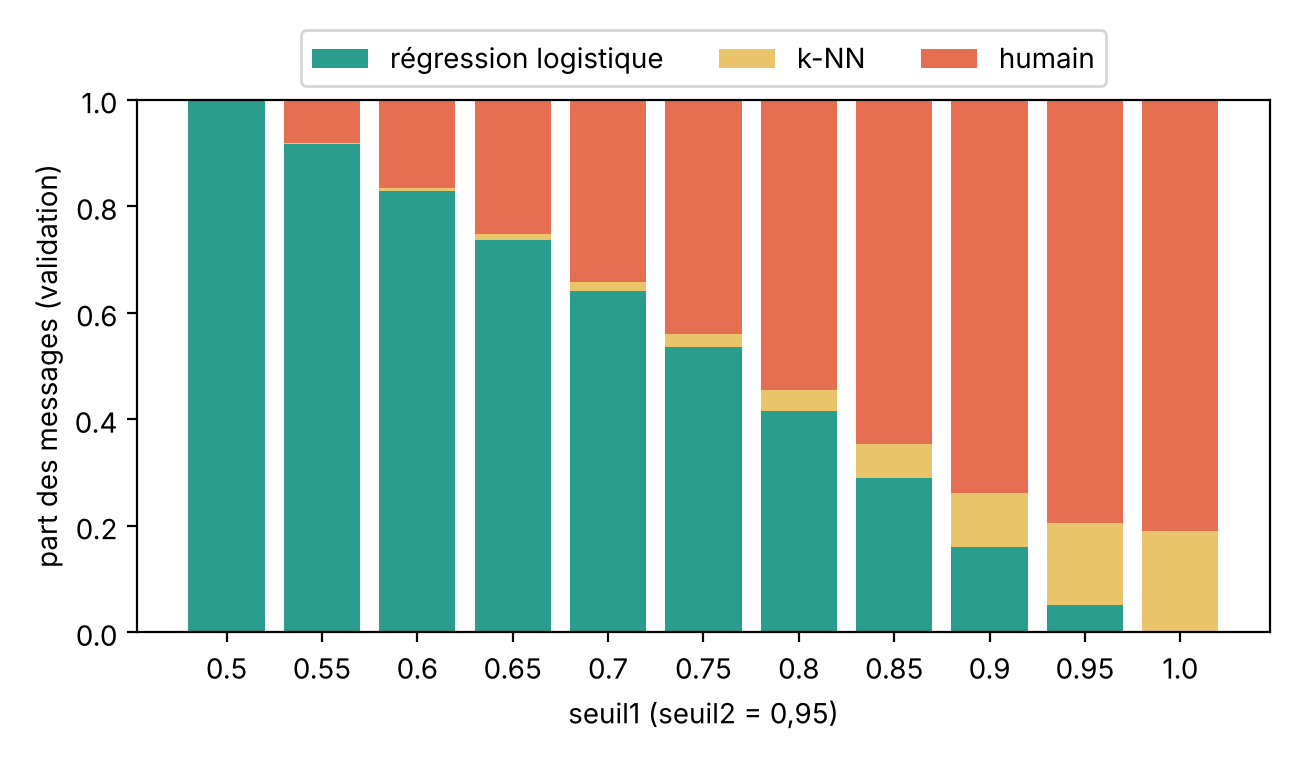 régression logistique k-NN humain
1.0
0.8
0.6
0.4
0.2
0.0
part des messages (validation)
0.5 0.55 0.6 0.65 0.7 0.75 0.8 0.85 0.9 0.95 1.0
seuil1 (seuil2 = 0,95)